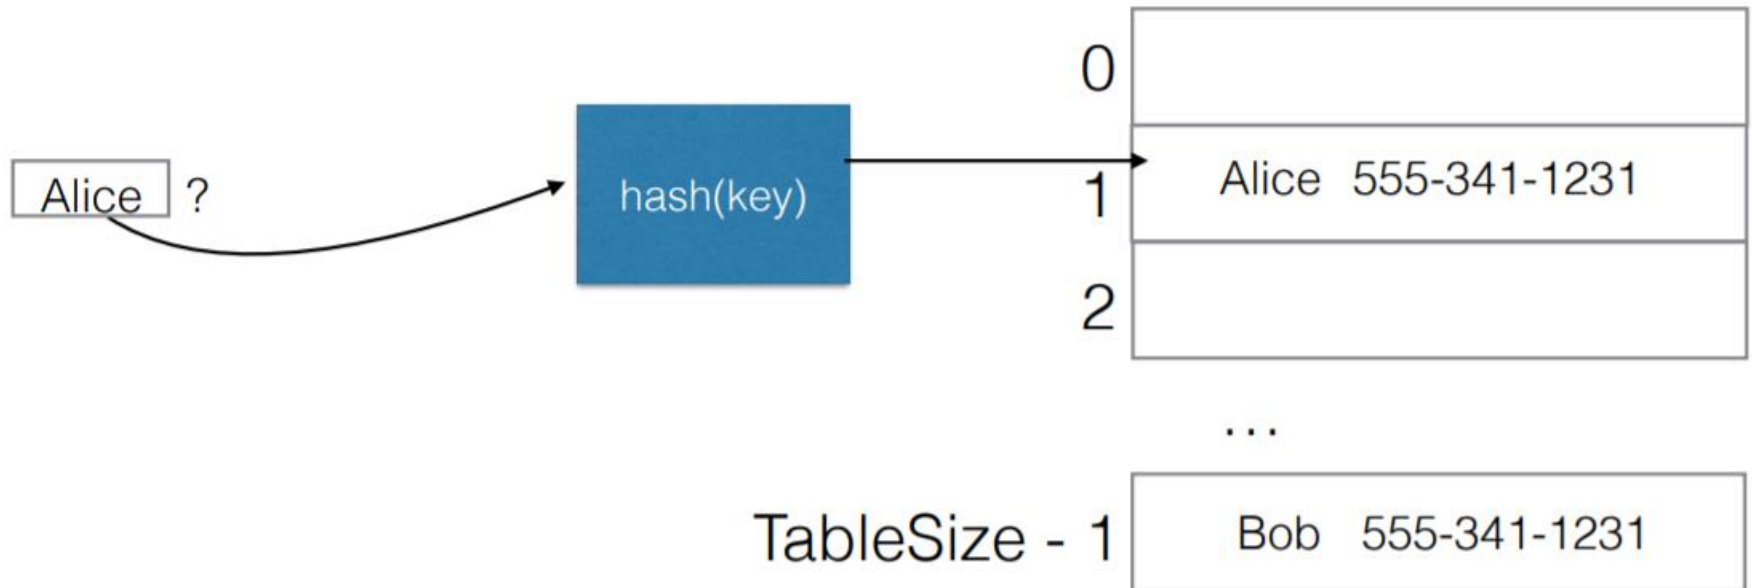 0
Alice ?
hash(key)
1 Alice 555-341-1231
2
...
TableSize - 1 Bob 555-341-1231